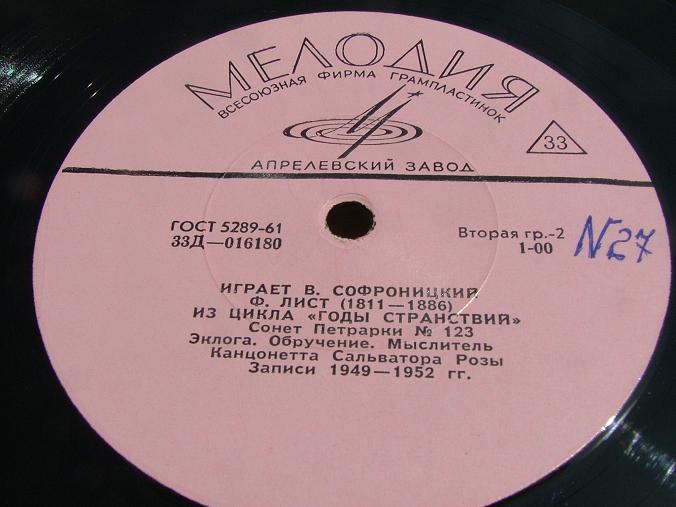 МЕЛОДИЯ
ВСЕСОЮЗНАЯ ФИРМА ГРАМПЛАСТИНОК
33
АПРЕЛЕВСКИЙ ЗАВОД
ГОСТ 5289-61
33Д—016180
Вторая гр.-2
1-00
N27
ИГРАЕТ В. СОФРОНИЦКИЙ
Ф. ЛИСТ (1811—1886)
ИЗ ЦИКЛА «ГОДЫ СТРАНСТВИЙ»
Сонет Петрарки № 123
Эклога. Обручение. Мыслитель
Канцонетта Сальватора Розы
Записи 1949—1952 гг.